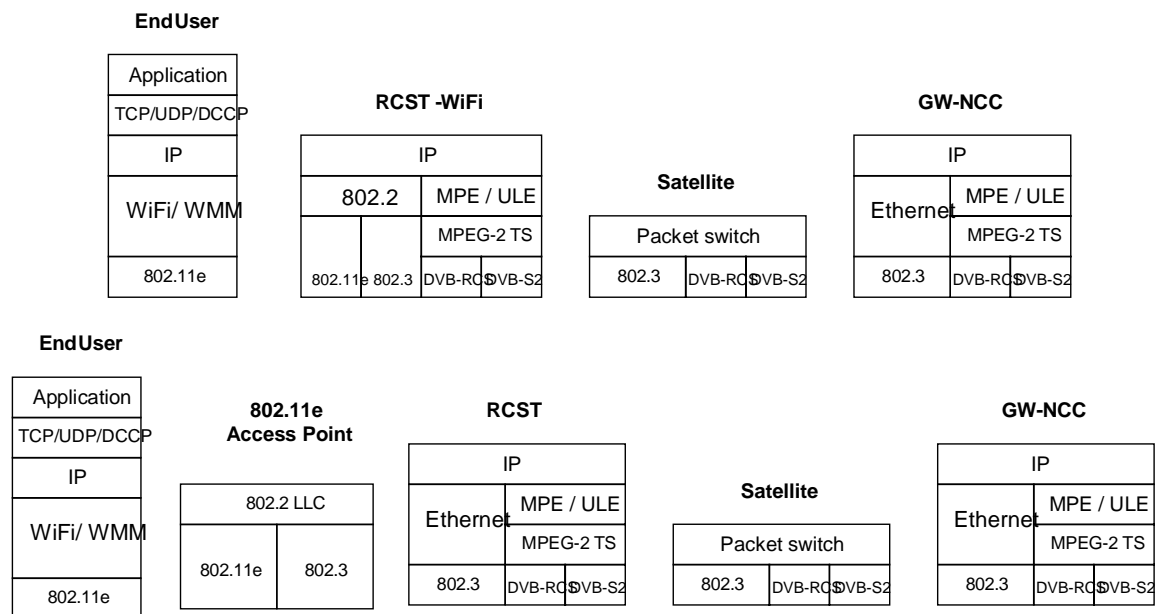 EndUser
Application
TCP/UDP/DCCP
IP
WiFi/ WMM
802.11e
RCST -WiFi
IP
802.2
MPE / ULE
MPEG-2 TS
802.11e
802.3
DVB-RCS
DVB-S2
Satellite
Packet switch
802.3
DVB-RCS
DVB-S2
GW-NCC
IP
Ethernet
MPE / ULE
MPEG-2 TS
802.3
DVB-RCS
DVB-S2
EndUser
Application
TCP/UDP/DCCP
IP
WiFi/ WMM
802.11e
802.11e
Access Point
802.2 LLC
802.11e
802.3
RCST
IP
Ethernet
MPE / ULE
MPEG-2 TS
802.3
DVB-RCS
DVB-S2
Satellite
Packet switch
802.3
DVB-RCS
DVB-S2
GW-NCC
IP
Ethernet
MPE / ULE
MPEG-2 TS
802.3
DVB-RCS
DVB-S2